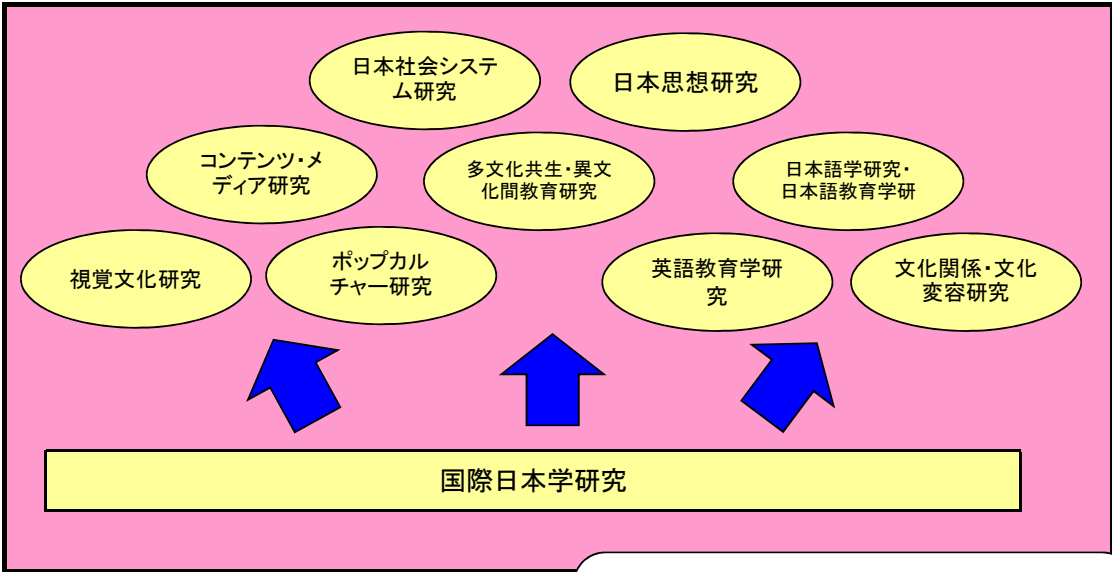 日本社会システ
ム研究
日本思想研究
コンテンツ・メ
ディア研究
多文化共生・異文
化間教育研究
日本語学研究・
日本語教育学研
視覚文化研究
ポップカル
チャー研究
英語教育学研
究
文化関係・文化
変容研究
国際日本学研究